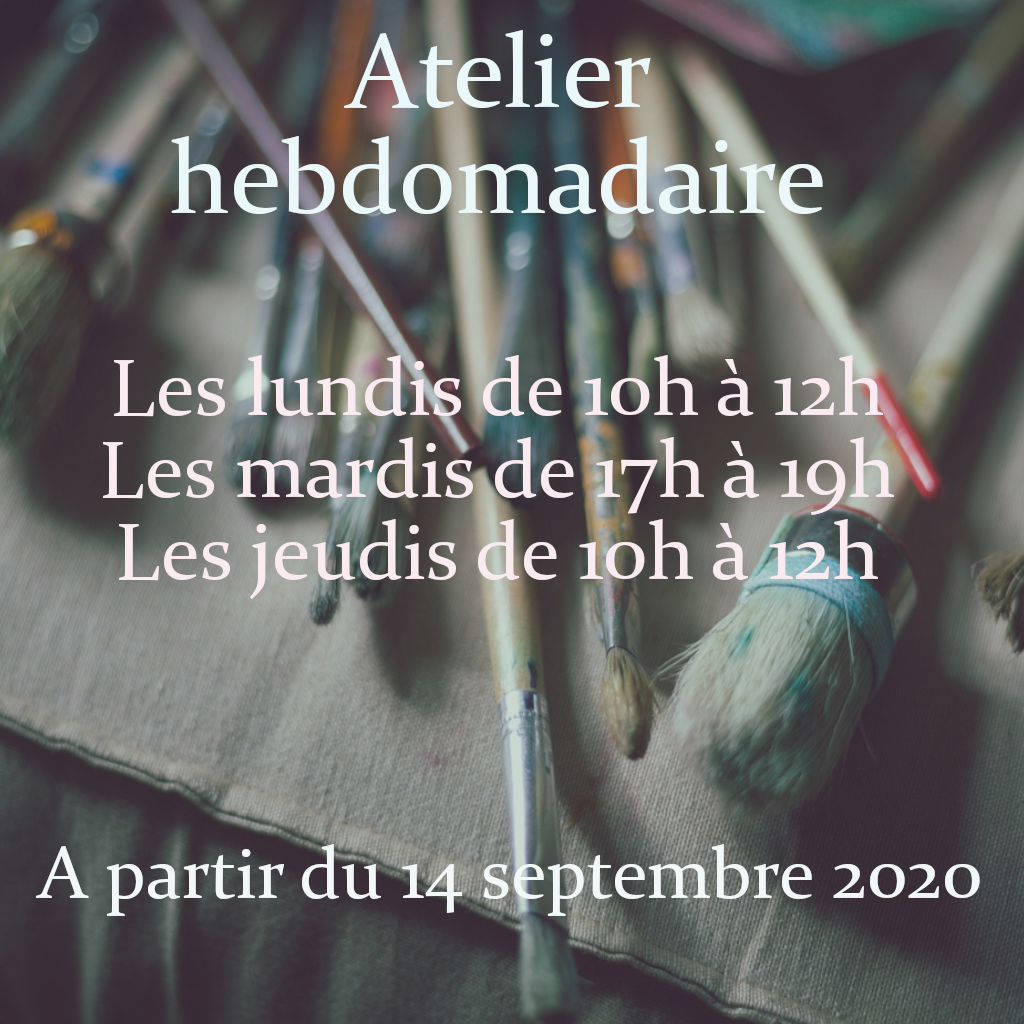 Atelier
hebdomadaire
Les lundis de 10h à 12h
Les mardis de 17h à 19h
Les jeudis de 10h à 12h
A partir du 14 septembre 2020